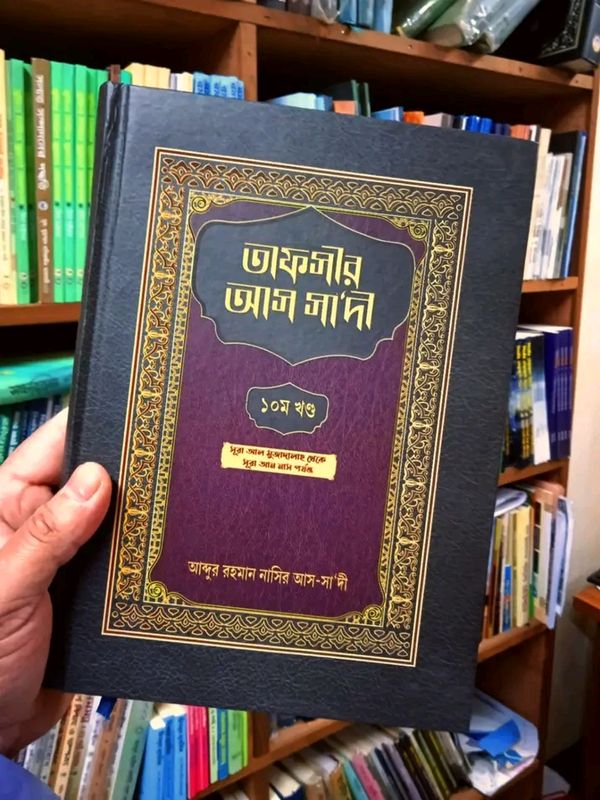 তাফসীর
আস সা'দী
১০ম খণ্ড
সূরা আল মুজাদালাহ থেকে
সূরা আন নাস পর্যন্ত
আব্দুর রহমান নাসির আস-সা'দী